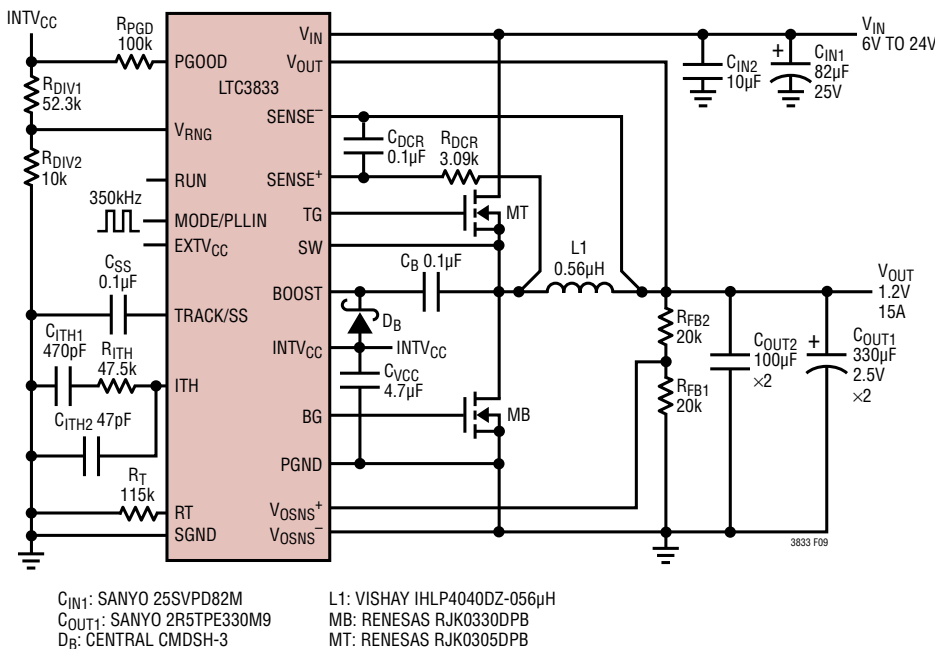 INTVCC
RPGD
100k
PGOOD
RDIV1
52.3k
VRNG
RDIV2
10k
RUN
350kHz
MODE/PLLIN
EXTVCC
CSS
0.1µF
TRACK/SS
CITH1
470pF
RITH
47.5k
ITH
CITH2 47pF
RT
115k
RT
SGND
LTC3833
VIN
VOUT
SENSE–
SENSE+
TG
SW
BOOST
INTVCC
BG
PGND
VOSNS+
VOSNS–
CDCR
0.1µF
RDCR
3.09k
MT
CB 0.1µF
L1
0.56µH
DB
INTVCC
CVCC
4.7µF
MB
VIN
6V TO 24V
CIN2
10µF
+
CIN1
82µF
25V
VOUT
1.2V
15A
RFB2
20k
RFB1
20k
COUT2
100µF
×2
+
COUT1
330µF
2.5V
×2
3833 F09
CIN1: SANYO 25SVPD82M
COUT1: SANYO 2R5TPE330M9
DB: CENTRAL CMDSH-3
L1: VISHAY IHLP4040DZ-056µH
MB: RENESAS RJK0330DPB
MT: RENESAS RJK0305DPB